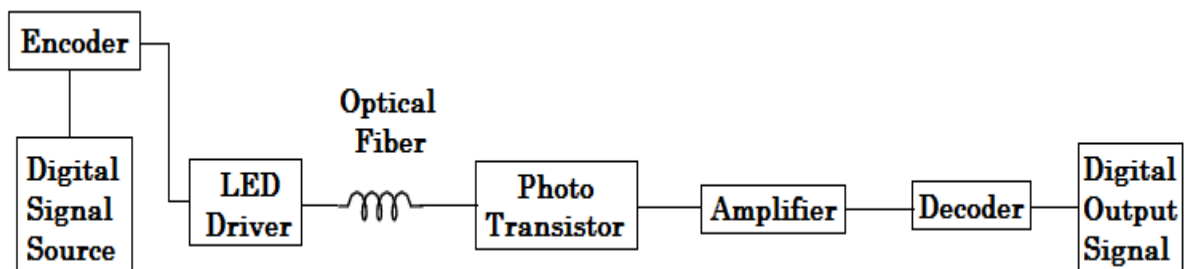 Encoder
Digital
Signal
Source
LED
Driver
Optical
Fiber
Photo
Transistor
Amplifier
Decoder
Digital
Output
Signal